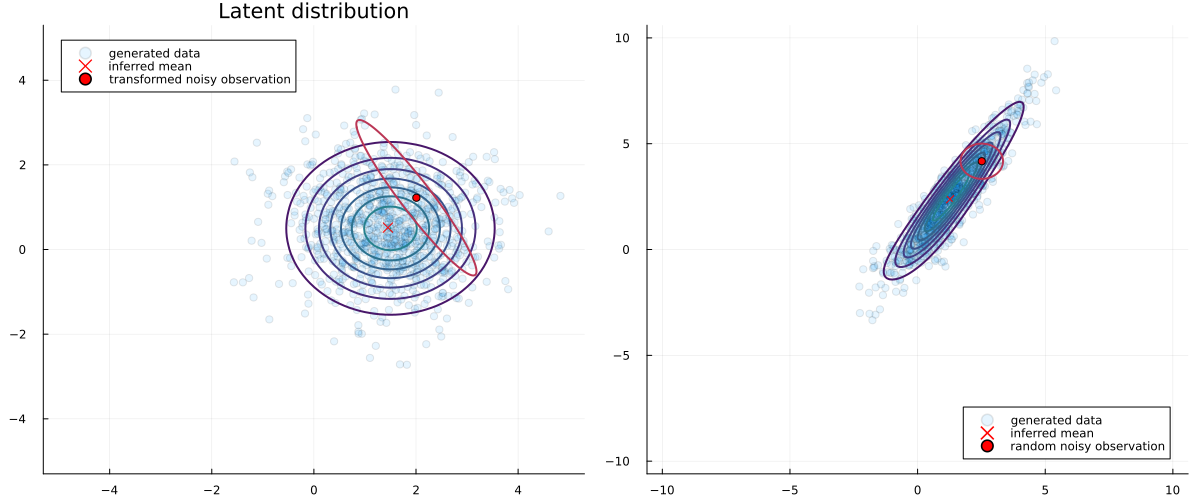 Latent distribution
generated data
inferred mean
transformed noisy observation
4
2
0
−2
−4
−4
−2
0
2
4
10
5
0
−5
−10
generated data
inferred mean
random noisy observation
−10
−5
0
5
10